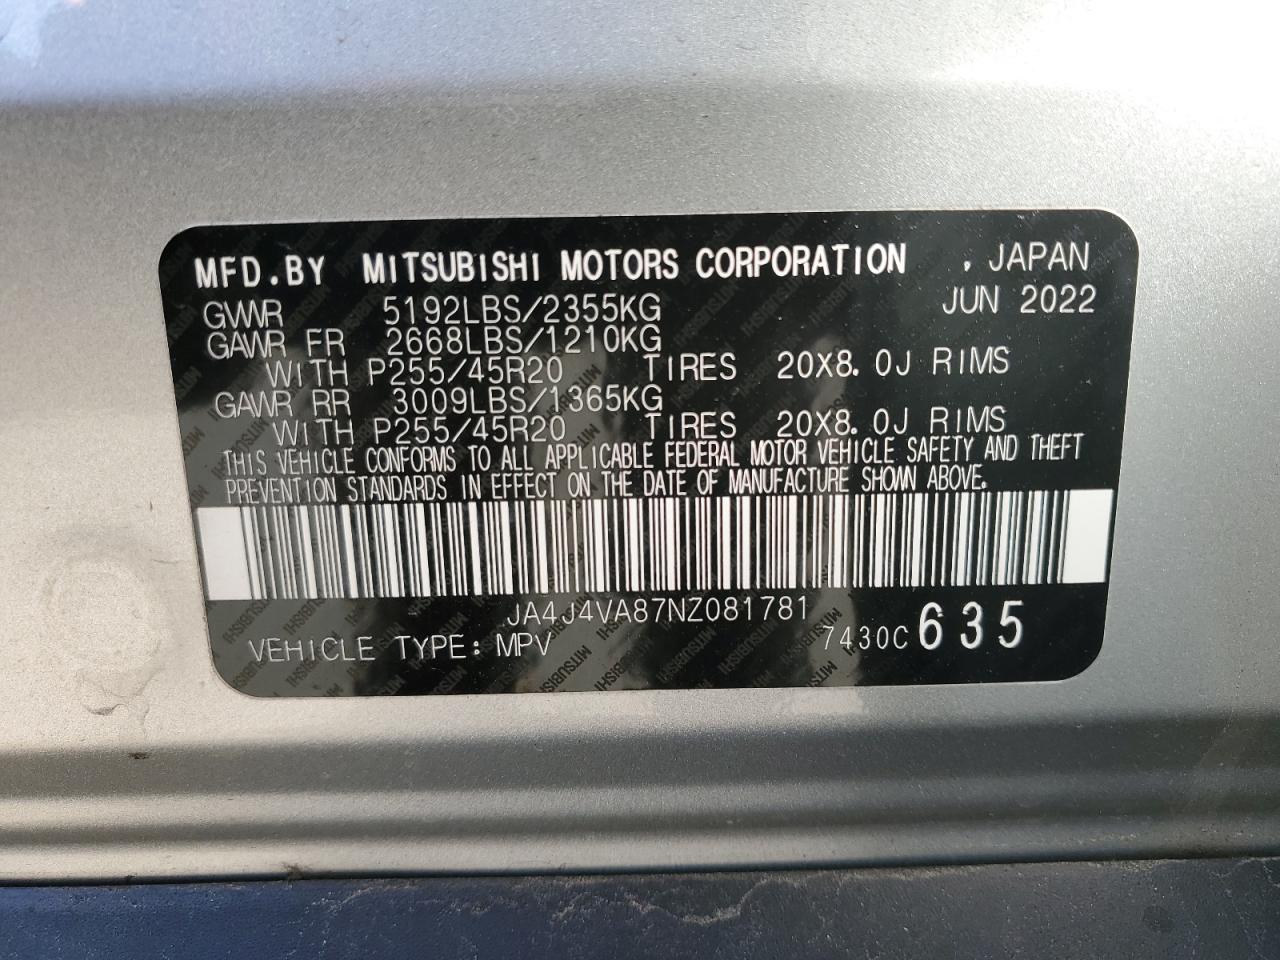 MFD.BY MITSUBISHI MOTORS CORPORATION , JAPAN
GVWR 5192LBS/2355KG JUN 2022
GAWR FR 2668LBS/1210KG
WITH P255/45R20 TIRES 20X8.0J RIMS
GAWR RR 3009LBS/1365KG
WITH P255/45R20 TIRES 20X8.0J RIMS
THIS VEHICLE CONFORMS TO ALL APPLICABLE FEDERAL MOTOR VEHICLE SAFETY AND THEFT
PREVENTION STANDARDS IN EFFECT ON THE DATE OF MANUFACTURE SHOWN ABOVE.
JA4J4VA87NZ081781
VEHICLE TYPE: MPV 7430C 635